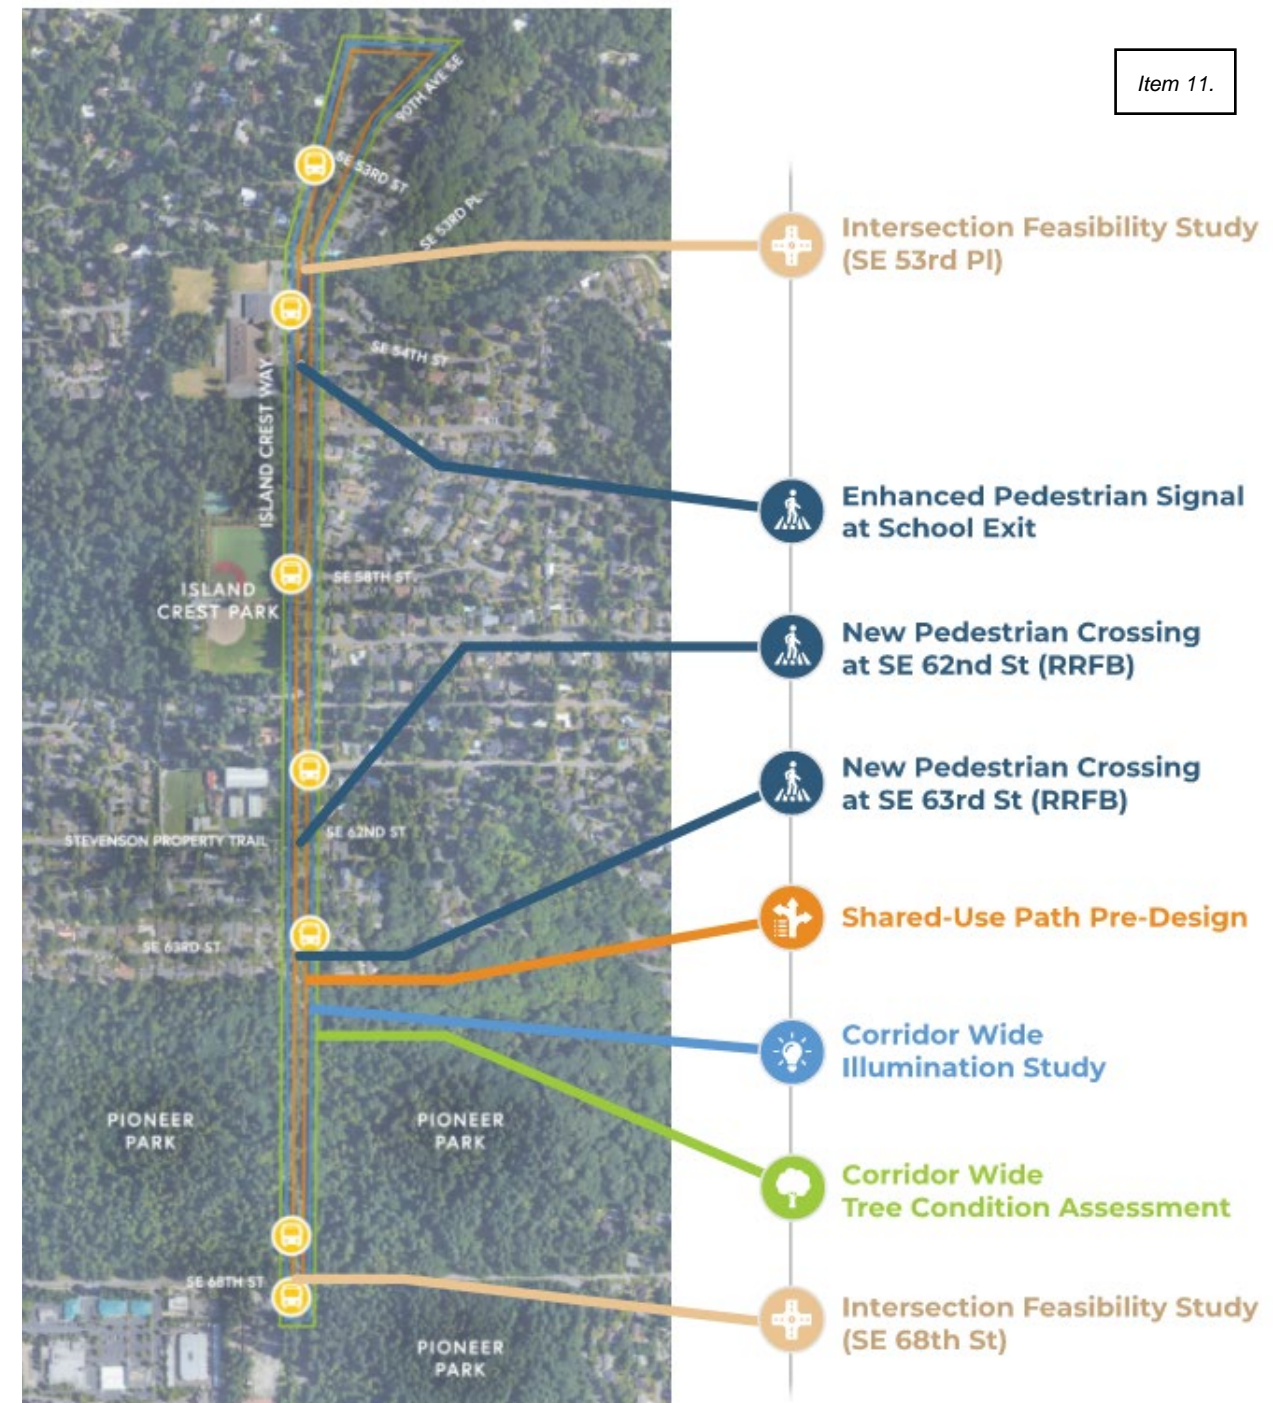 Item 11.
90TH AVE SE
SE 53RD ST
SE 53RD PL
Intersection Feasibility Study
(SE 53rd Pl)
SE 54TH ST
ISLAND CREST WAY
Enhanced Pedestrian Signal
at School Exit
SE 58TH ST
ISLAND
CREST PARK
New Pedestrian Crossing
at SE 62nd St (RRFB)
New Pedestrian Crossing
at SE 63rd St (RRFB)
SE 62ND ST
STEVENSON PROPERTY TRAIL
SE 63RD ST
Shared-Use Path Pre-Design
Corridor Wide
Illumination Study
PIONEER
PARK
PIONEER
PARK
Corridor Wide
Tree Condition Assessment
SE 68TH ST
Intersection Feasibility Study
(SE 68th St)
PIONEER
PARK